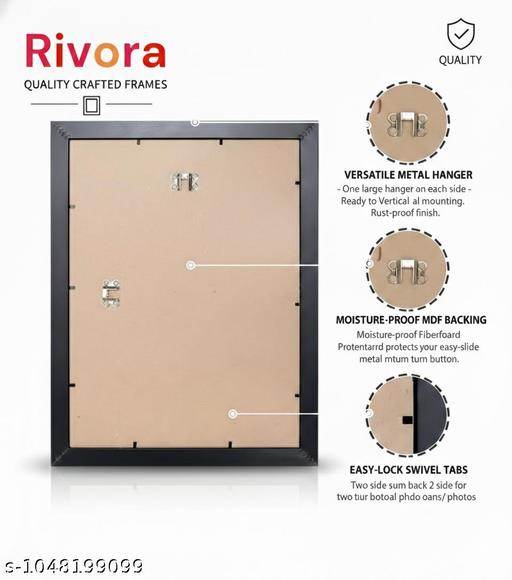 Rivora
QUALITY CRAFTED FRAMES
QUALITY
VERSATILE METAL HANGER
- One large hanger on each side -
Ready to Vertical al mounting.
Rust-proof finish.
MOISTURE-PROOF MDF BACKING
Moisture-proof Fiberfoard
Protentarrd protects your easy-slide
metal mtum turn button.
EASY-LOCK SWIVEL TABS
Two side sum back 2 side for
two tiur botoal phdo oans/ photos
s-1048199099